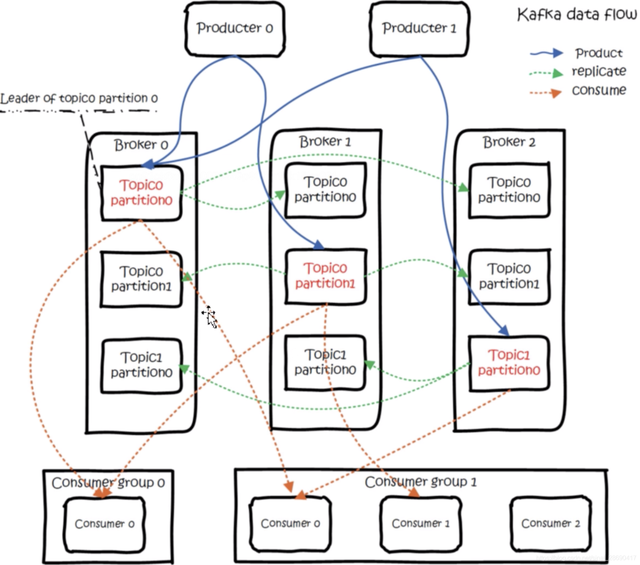 Producter 0
Producter 1
Kafka data flow
Product
replicate
consume
Leader of topico partition 0
Broker 0
Broker 1
Broker 2
Topico
partition0
Topico
partition0
Topico
partition0
Topico
partition1
Topico
partition1
Topico
partition1
Topic1
partition0
Topic1
partition0
Topic1
partition0
Consumer group 0
Consumer group 1
Consumer 0
Consumer 0
Consumer 1
Consumer 2